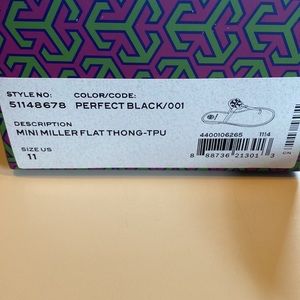 STYLE NO: COLOR/CODE:
51148678 PERFECT BLACK/001
DESCRIPTION
MINI MILLER FLAT THONG-TPU
SIZE US
11
4400106265 1114
8 88736 21301 3
CN